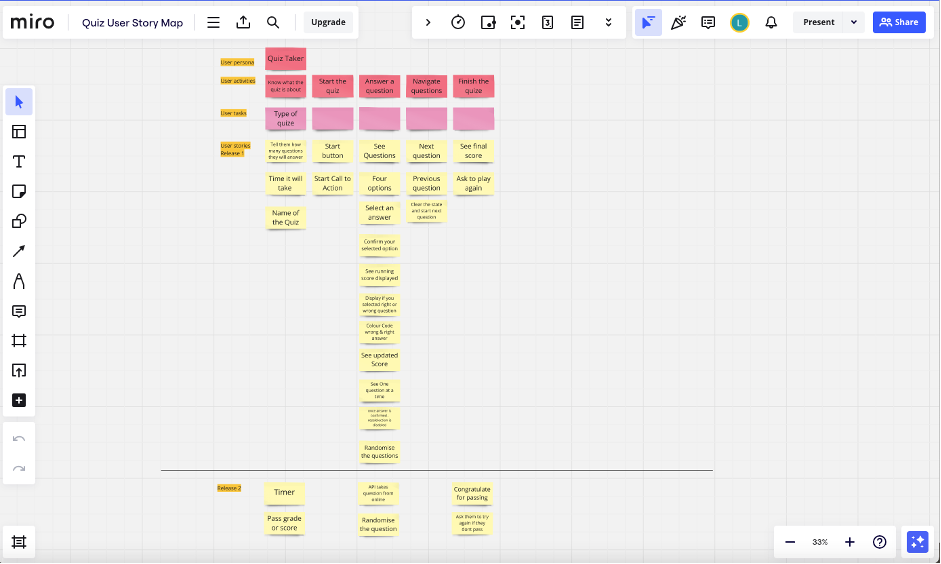 miro
Quiz User Story Map
Upgrade
3
L
Present
Share
User persona
Quiz Taker
User activities
Know what the
quiz is about
Start the
quiz
Answer a
question
Navigate
questions
Finish the
quize
User tasks
Type of
quize
User stories
Release 1
Tell them how
many questions
they will answer
Start
button
See
Questions
Next
question
See final
score
Time it will
take
Start Call to
Action
Four
options
Previous
question
Ask to play
again
Name of
the Quiz
Select an
answer
Clear the slate
and start next
question
Confirm your
selected option
See running
score displayed
Display if you
selected right or
wrong question
Colour Code
wrong & right
answer
See updated
Score
See One
question at a
time
Randomise
the questions
Release 2
Timer
API takes
question from
online
Congratulate
for passing
Pass grade
or score
Randomise
the question
Ask them to try
again if they
dont pass
33%